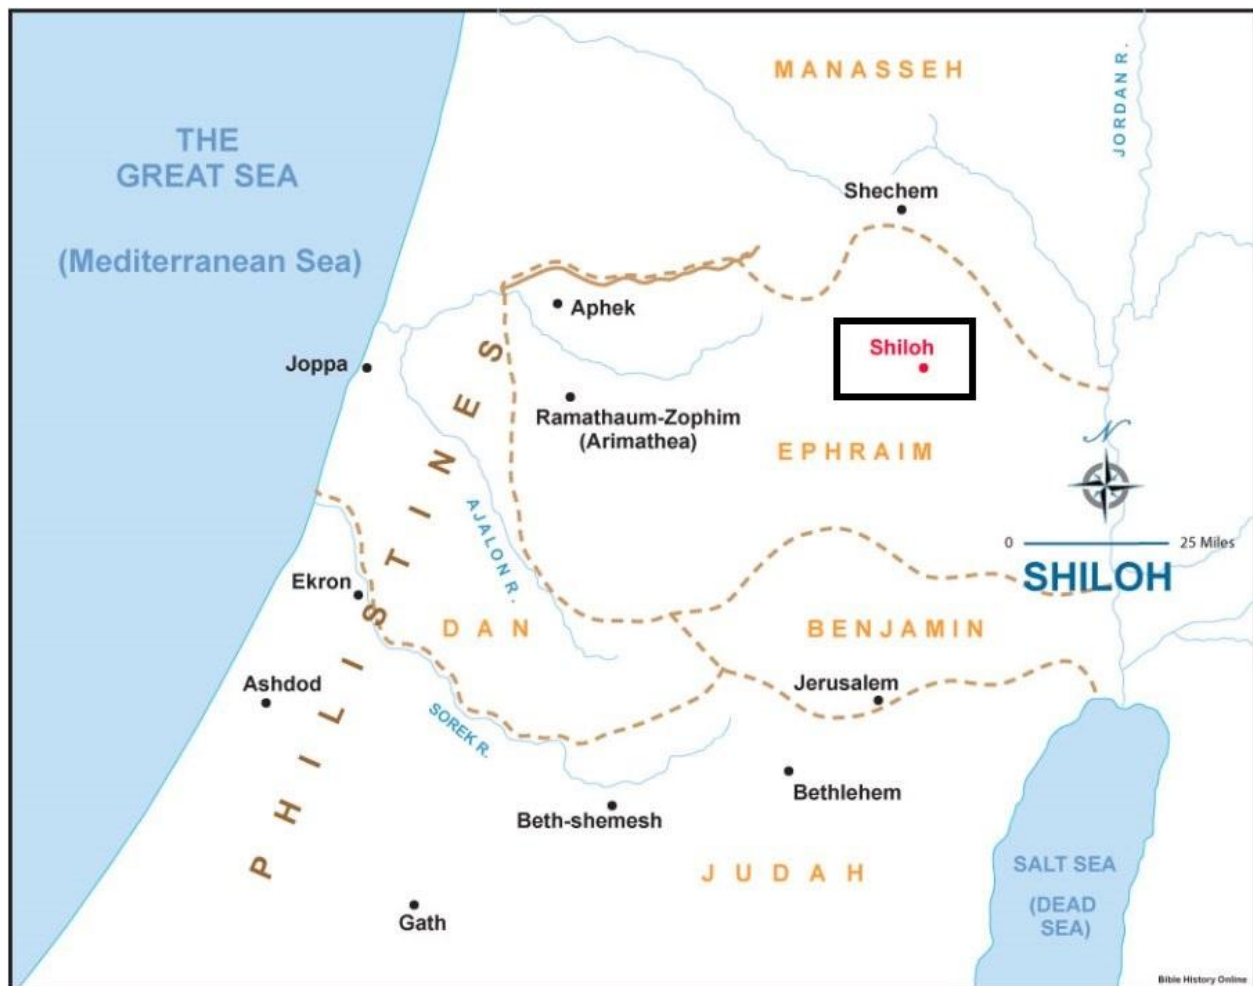 MANASSEH
JORDAN R.
THE
GREAT SEA
(Mediterranean Sea)
Shechem
Aphek
Shiloh
Joppa
Ramathaum-Zophim
(Arimathea)
EPHRAIM
N
0 25 Miles
SHILOH
PHILISTINES
AJALON R.
Ekron
DAN
BENJAMIN
Ashdod
Jerusalem
SOREK R.
Bethlehem
Beth-shemesh
JUDAH
SALT SEA
(DEAD
SEA)
Gath
Bible History Online